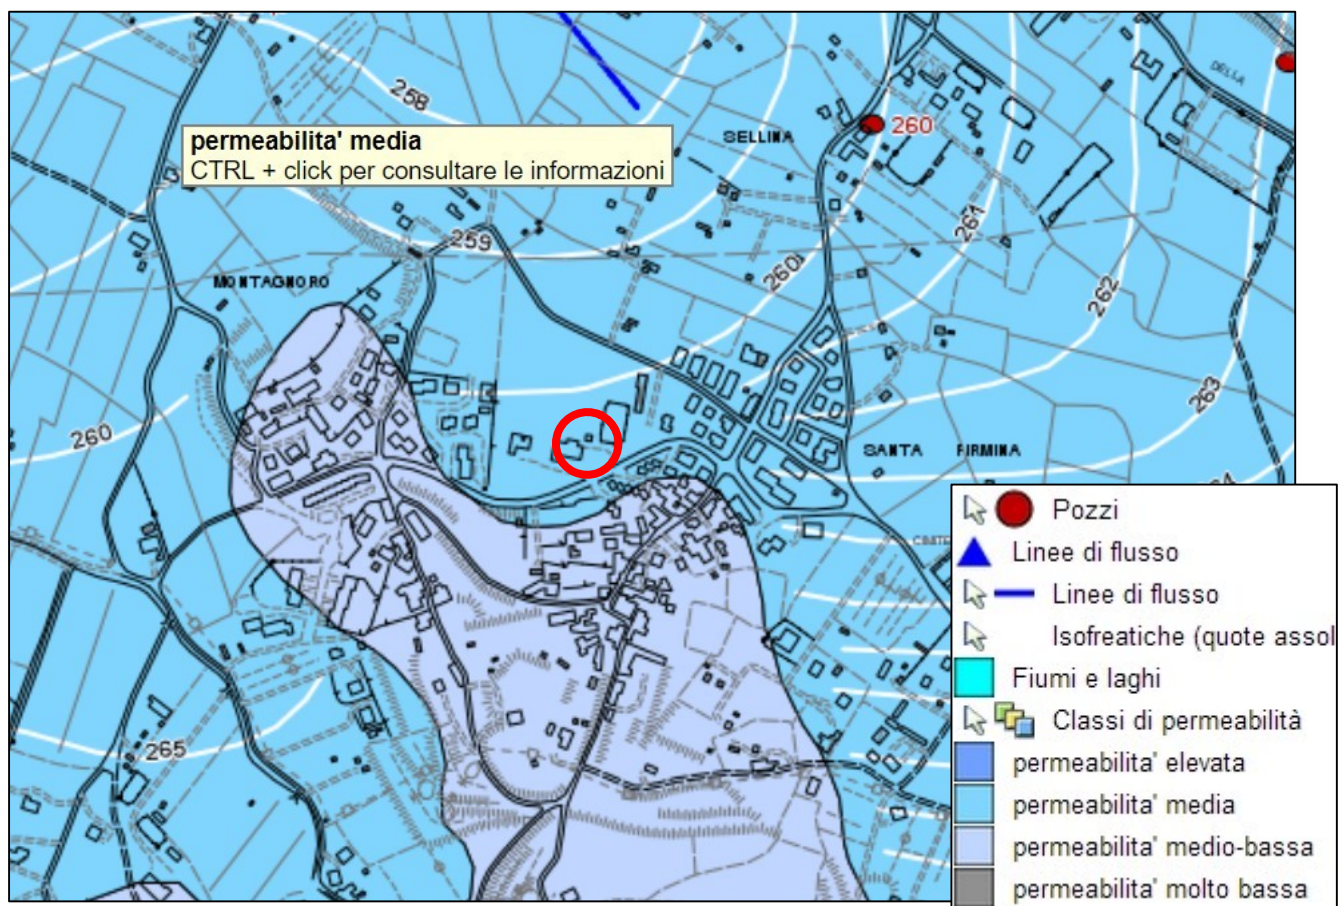 258
permeabilita' media
CTRL + click per consultare le informazioni
SELLINA
260
DELLA
259
261
260
262
MONTAGNORO
263
260
SANTA FIRMINA
265
Pozzi
Linee di flusso
Linee di flusso
Isofreatiche (quote assol
Fiumi e laghi
Classi di permeabilità
permeabilita' elevata
permeabilita' media
permeabilita' medio-bassa
permeabilita' molto bassa